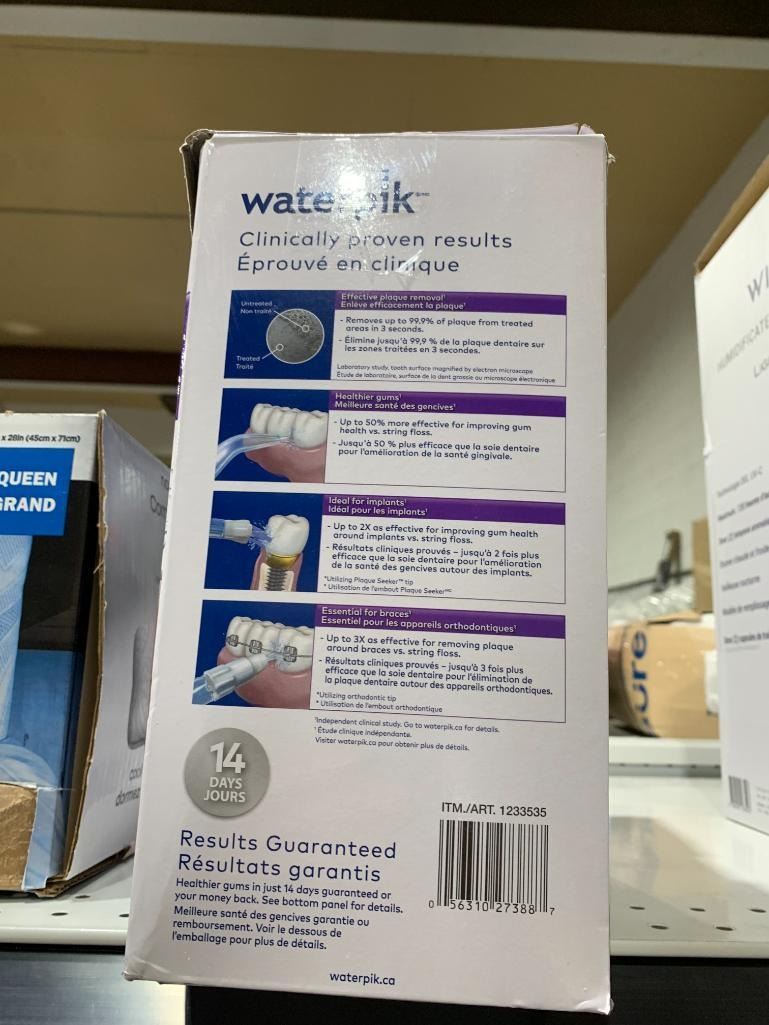 waterpik
Clinically proven results
Éprouvé en clinique
Untreated
Non traité
Treated
Traité
Effective plaque removal¹
Enlève efficacement la plaque¹
- Removes up to 99.9% of plaque from treated
areas in 3 seconds.
- Élimine jusqu'à 99,9 % de la plaque dentaire sur
les zones traitées en 3 secondes.
Laboratory study, tooth surface magnified by electron microscope
Étude de laboratoire, surface de la dent grossie au microscope électronique
Healthier gums¹
Meilleure santé des gencives¹
- Up to 50% more effective for improving gum
health vs. string floss.
- Jusqu'à 50 % plus efficace que la soie dentaire
pour l'amélioration de la santé gingivale.
Ideal for implants¹
Idéal pour les implants¹
- Up to 2X as effective for improving gum health
around implants vs. string floss.
- Résultats cliniques prouvés – jusqu'à 2 fois plus
efficace que la soie dentaire pour l'amélioration
de la santé des gencives autour des implants.
*Utilizing Plaque Seeker™ tip
* Utilisation de l'embout Plaque Seekerᴹᶜ
Essential for braces¹
Essentiel pour les appareils orthodontiques¹
- Up to 3X as effective for removing plaque
around braces vs. string floss.
- Résultats cliniques prouvés – jusqu'à 3 fois plus
efficace que la soie dentaire pour l'élimination de
la plaque dentaire autour des appareils orthodontiques.
*Utilizing orthodontic tip
* Utilisation de l'embout orthodontique
¹Independent clinical study. Go to waterpik.ca for details.
¹ Étude clinique indépendante.
Visiter waterpik.ca pour obtenir plus de détails.
14
DAYS
JOURS
Results Guaranteed
Résultats garantis
Healthier gums in just 14 days guaranteed or
your money back. See bottom panel for details.
Meilleure santé des gencives garantie ou
remboursement. Voir le dessous de
l'emballage pour plus de détails.
ITM./ART. 1233535
0 56310 27388 7
waterpik.ca
x 28in (45cm x 71cm)
QUEEN
GRAND
ure